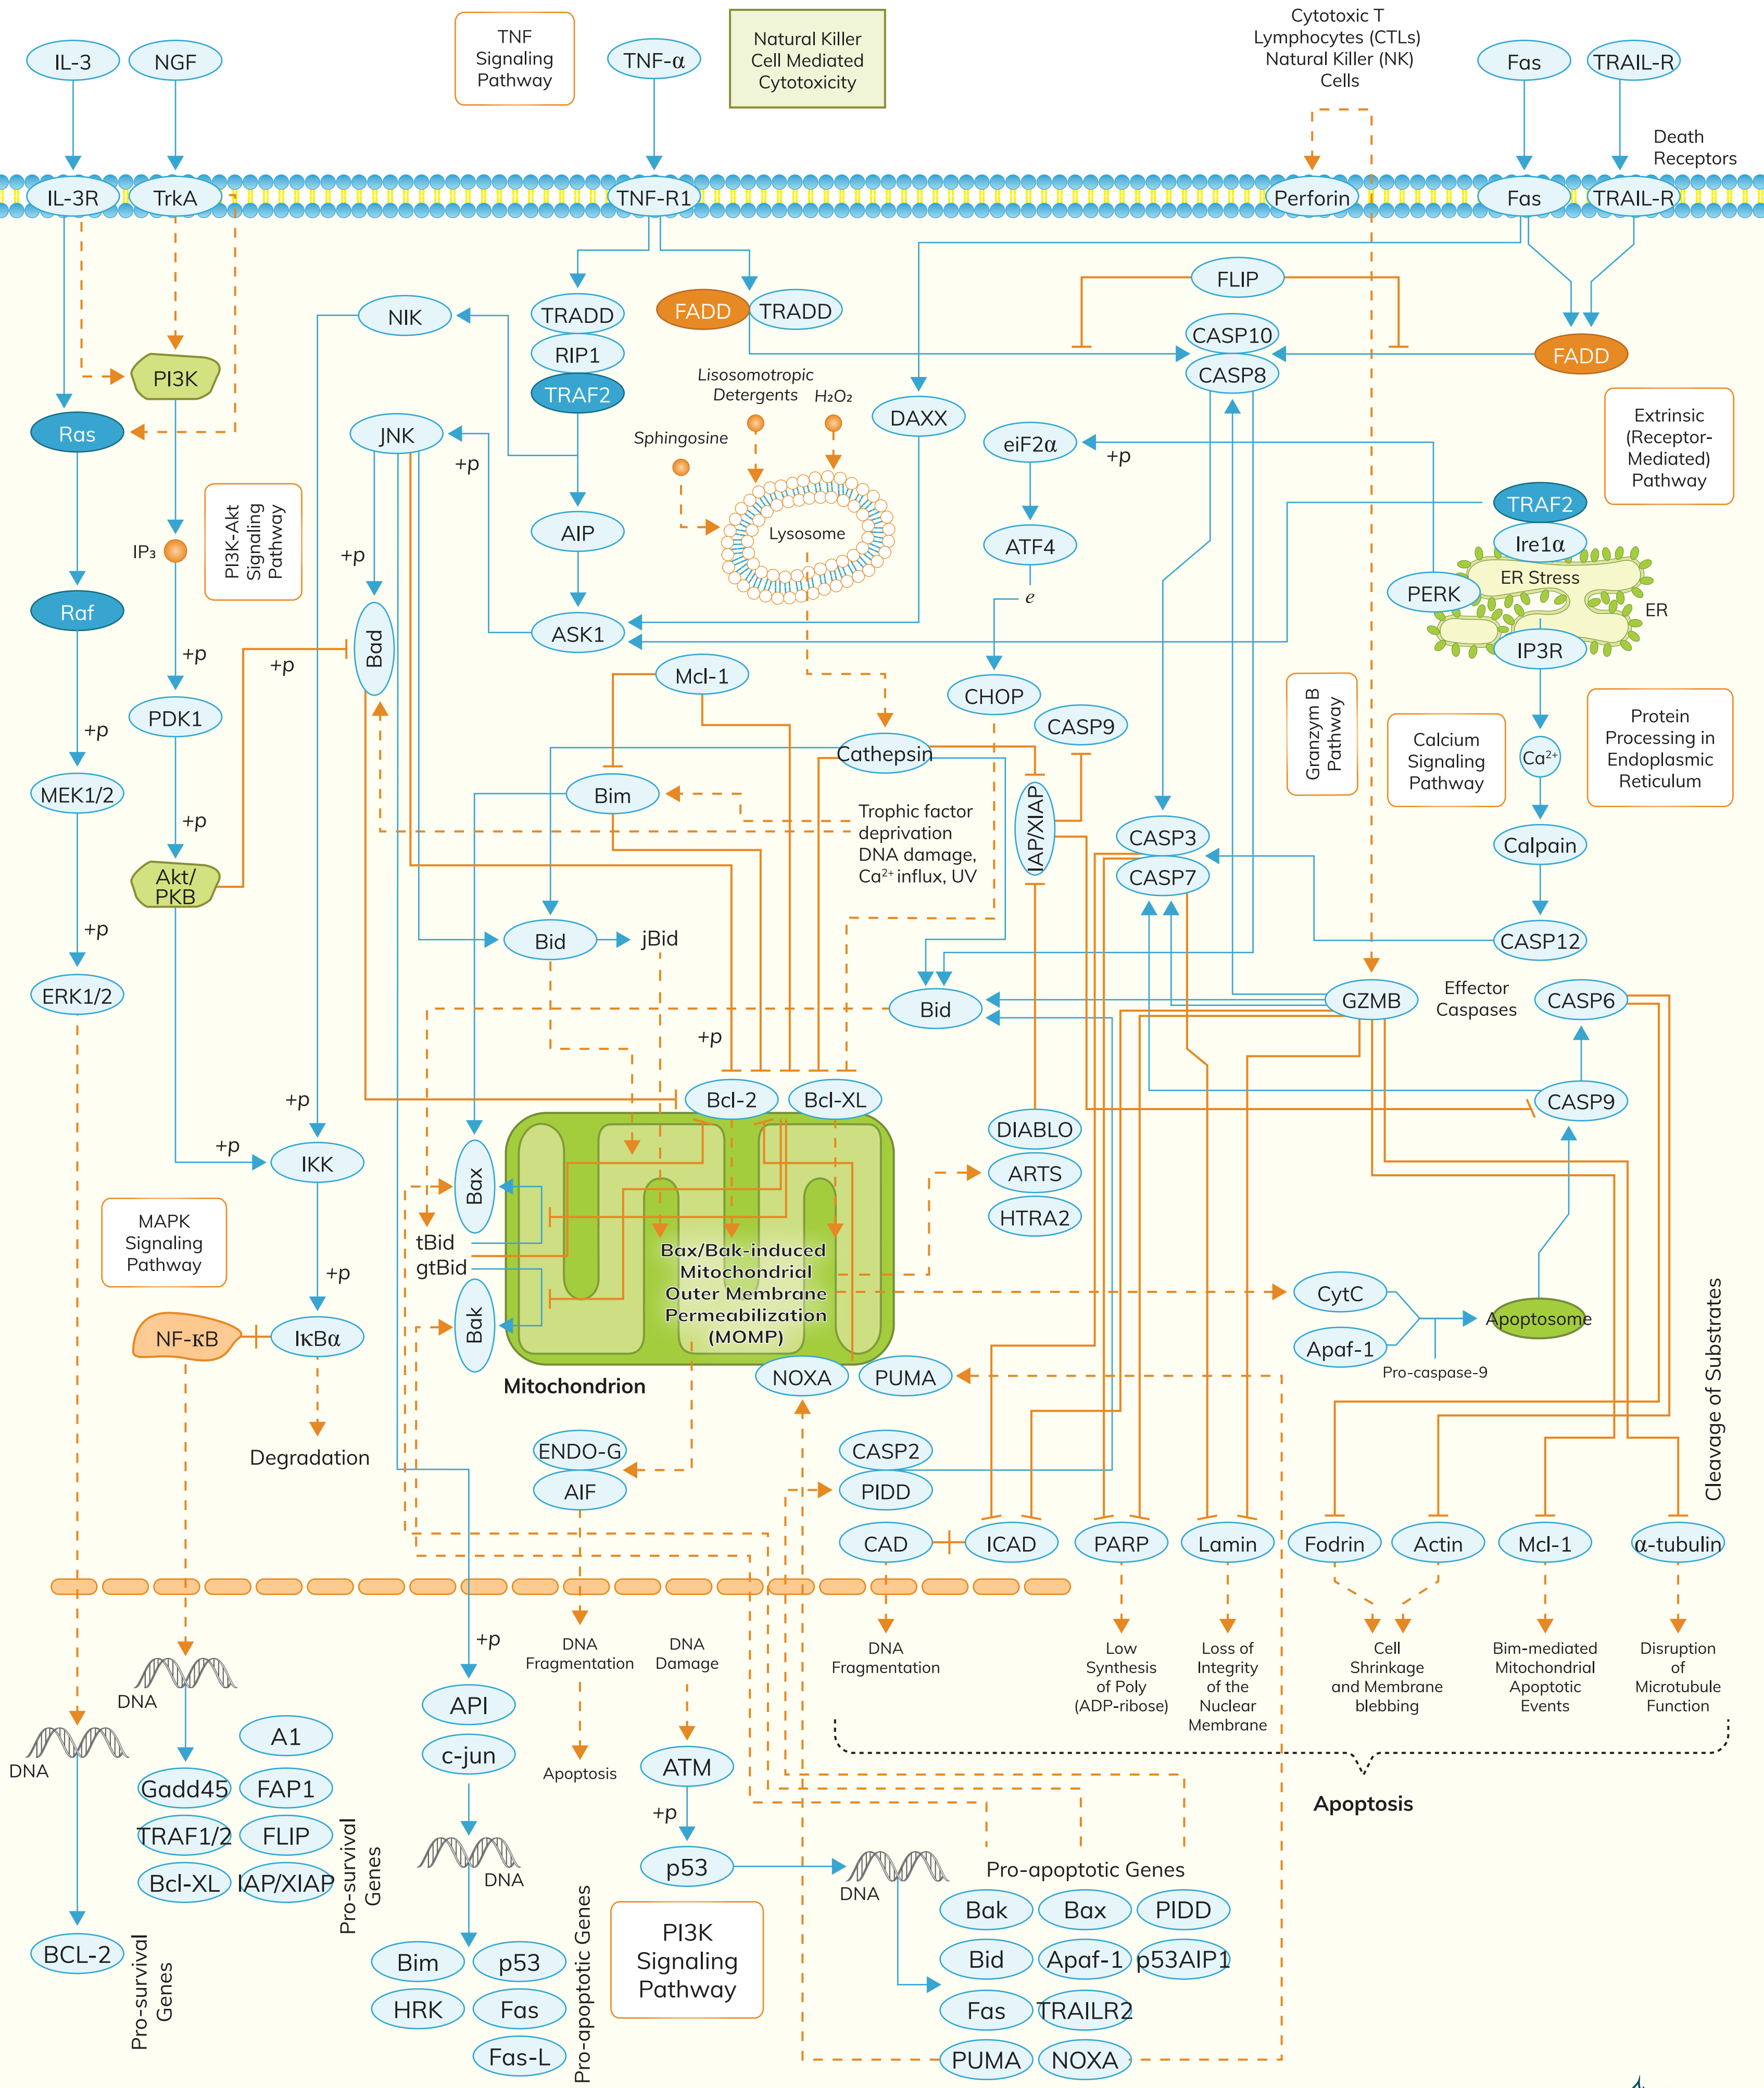 IL-3
NGF
TNF
Signaling
Pathway
TNF-α
Natural Killer
Cell Mediated
Cytotoxicity
Cytotoxic T
Lymphocytes (CTLs)
Natural Killer (NK)
Cells
Fas
TRAIL-R
Death
Receptors
IL-3R
TrkA
TNF-R1
Perforin
Fas
TRAIL-R
FLIP
NIK
TRADD
RIP1
TRAF2
FADD
TRADD
CASP10
CASP8
FADD
PI3K
Lisosomotropic
Detergents
H₂O₂
Sphingosine
Lysosome
DAXX
Ras
JNK
+p
eiF2α
+p
Extrinsic
(Receptor-
Mediated)
Pathway
PI3K-Akt
Signaling
Pathway
IP₃
+p
AIP
ATF4
e
TRAF2
Ire1α
ER Stress
PERK
ER
IP3R
Raf
Bad
ASK1
+p
+p
Mcl-1
CHOP
CASP9
Granzym B
Pathway
Calcium
Signaling
Pathway
Ca²⁺
Protein
Processing in
Endoplasmic
Reticulum
PDK1
+p
Cathepsin
MEK1/2
+p
Bim
Trophic factor
deprivation
DNA damage,
Ca²⁺ influx, UV
IAP/XIAP
CASP3
CASP7
Calpain
Akt/
PKB
+p
Bid
jBid
CASP12
ERK1/2
Bid
GZMB
Effector
Caspases
CASP6
+p
+p
Bcl-2
Bcl-XL
CASP9
+p
IKK
Bax
DIABLO
ARTS
HTRA2
MAPK
Signaling
Pathway
tBid
gtBid
Bax/Bak-induced
Mitochondrial
Outer Membrane
Permeabilization
(MOMP)
+p
Bak
CytC
Apaf-1
Apoptosome
Pro-caspase-9
NF-κB
IκBα
NOXA
PUMA
Mitochondrion
Cleavage of Substrates
Degradation
ENDO-G
AIF
CASP2
PIDD
CAD
ICAD
PARP
Lamin
Fodrin
Actin
Mcl-1
α-tubulin
+p
DNA
Fragmentation
DNA
Damage
DNA
Fragmentation
Low
Synthesis
of Poly
(ADP-ribose)
Loss of
Integrity
of the
Nuclear
Membrane
Cell
Shrinkage
and Membrane
blebbing
Bim-mediated
Mitochondrial
Apoptotic
Events
Disruption
of
Microtubule
Function
DNA
DNA
API
c-jun
Apoptosis
ATM
+p
p53
Apoptosis
A1
Gadd45
FAP1
TRAF1/2
FLIP
Bcl-XL
IAP/XIAP
Pro-survival
Genes
DNA
DNA
Pro-apoptotic Genes
BCL-2
Pro-survival
Genes
Bim
p53
HRK
Fas
Fas-L
Pro-apoptotic Genes
PI3K
Signaling
Pathway
Bak
Bax
PIDD
Bid
Apaf-1
p53AIP1
Fas
TRAILR2
PUMA
NOXA